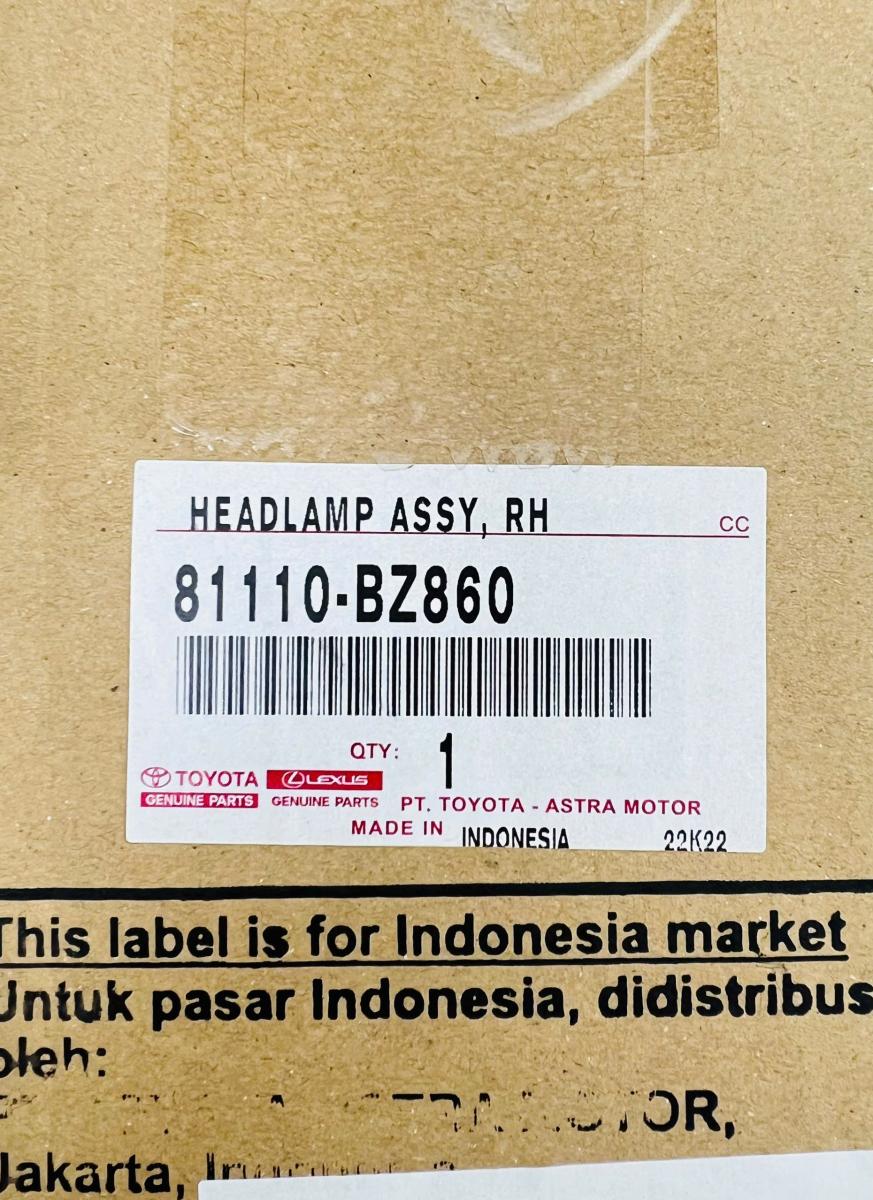 HEADLAMP ASSY, RH
CC
81110-BZ860
QTY: 1
TOYOTA
GENUINE PARTS
LEXUS
GENUINE PARTS
PT. TOYOTA - ASTRA MOTOR
MADE IN INDONESIA 22K22
This label is for Indonesia market
Untuk pasar Indonesia, didistribus
oleh:
Jakarta,